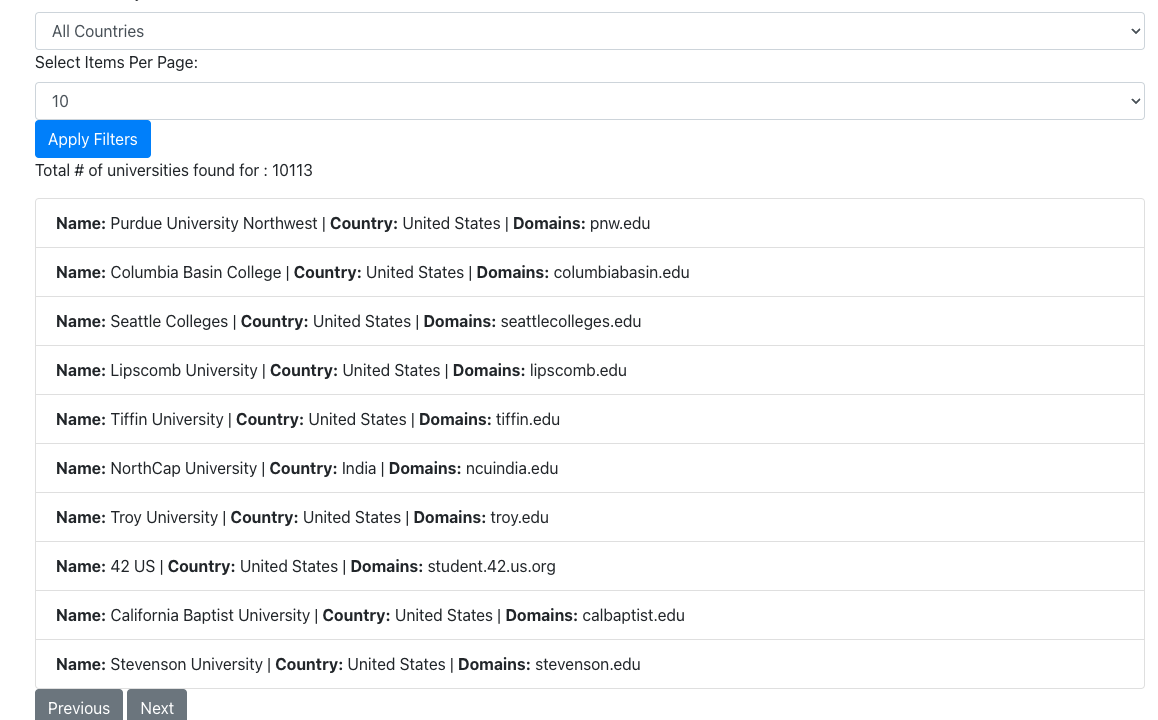 All Countries
Select Items Per Page:
10
Apply Filters
Total # of universities found for : 10113
Name: Purdue University Northwest | Country: United States | Domains: pnw.edu
Name: Columbia Basin College | Country: United States | Domains: columbiabasin.edu
Name: Seattle Colleges | Country: United States | Domains: seattlecolleges.edu
Name: Lipscomb University | Country: United States | Domains: lipscomb.edu
Name: Tiffin University | Country: United States | Domains: tiffin.edu
Name: NorthCap University | Country: India | Domains: ncuindia.edu
Name: Troy University | Country: United States | Domains: troy.edu
Name: 42 US | Country: United States | Domains: student.42.us.org
Name: California Baptist University | Country: United States | Domains: calbaptist.edu
Name: Stevenson University | Country: United States | Domains: stevenson.edu
Previous Next